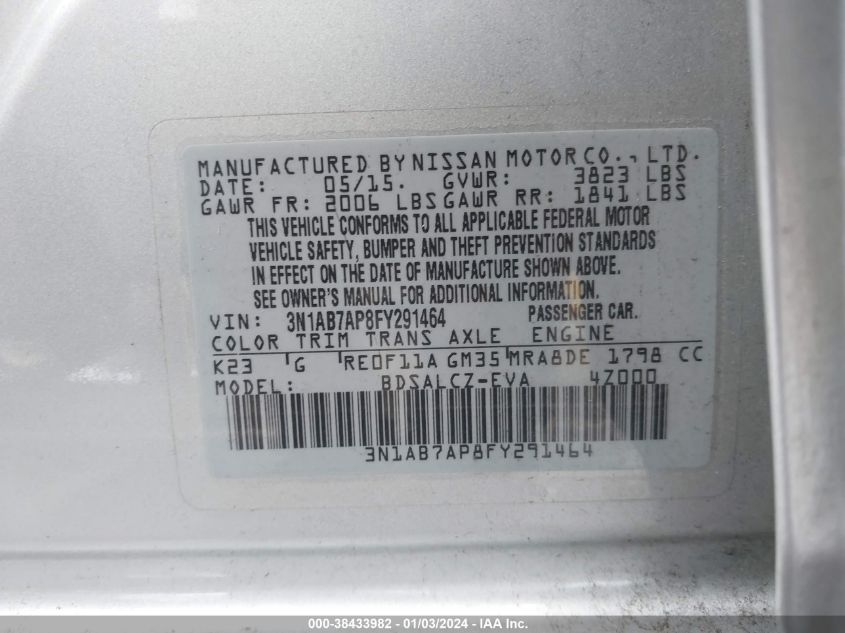 MANUFACTURED BY NISSAN MOTOR CO., LTD.
DATE: 05/15. GVWR: 3823 LBS
GAWR FR: 2006 LBS GAWR RR: 1841 LBS
THIS VEHICLE CONFORMS TO ALL APPLICABLE FEDERAL MOTOR
VEHICLE SAFETY, BUMPER AND THEFT PREVENTION STANDARDS
IN EFFECT ON THE DATE OF MANUFACTURE SHOWN ABOVE.
SEE OWNER'S MANUAL FOR ADDITIONAL INFORMATION.
VIN: 3N1AB7AP8FY291464 PASSENGER CAR.
COLOR TRIM TRANS AXLE ENGINE
K23 G RE0F11A GM35 MRA8DE 1798 CC
MODEL: BDSALCZ-EVA 4Z000
3N1AB7AP8FY291464
000-38433982 - 01/03/2024 - IAAI Inc.